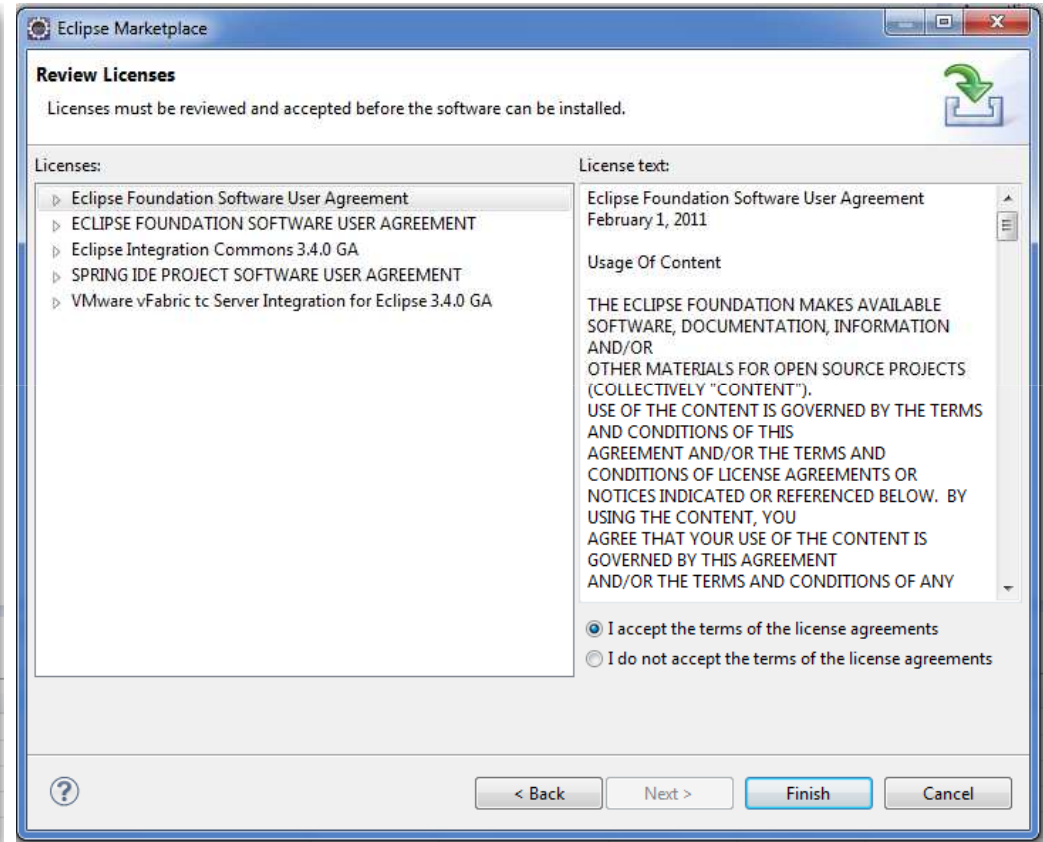 Eclipse Marketplace
Review Licenses
Licenses must be reviewed and accepted before the software can be installed.
Licenses:
Eclipse Foundation Software User Agreement
ECLIPSE FOUNDATION SOFTWARE USER AGREEMENT
Eclipse Integration Commons 3.4.0 GA
SPRING IDE PROJECT SOFTWARE USER AGREEMENT
VMware vFabric tc Server Integration for Eclipse 3.4.0 GA
License text:
Eclipse Foundation Software User Agreement
February 1, 2011
Usage Of Content
THE ECLIPSE FOUNDATION MAKES AVAILABLE
SOFTWARE, DOCUMENTATION, INFORMATION
AND/OR
OTHER MATERIALS FOR OPEN SOURCE PROJECTS
(COLLECTIVELY "CONTENT").
USE OF THE CONTENT IS GOVERNED BY THE TERMS
AND CONDITIONS OF THIS
AGREEMENT AND/OR THE TERMS AND
CONDITIONS OF LICENSE AGREEMENTS OR
NOTICES INDICATED OR REFERENCED BELOW.  BY
USING THE CONTENT, YOU
AGREE THAT YOUR USE OF THE CONTENT IS
GOVERNED BY THIS AGREEMENT
AND/OR THE TERMS AND CONDITIONS OF ANY
I accept the terms of the license agreements
I do not accept the terms of the license agreements
?
< Back
Next >
Finish
Cancel